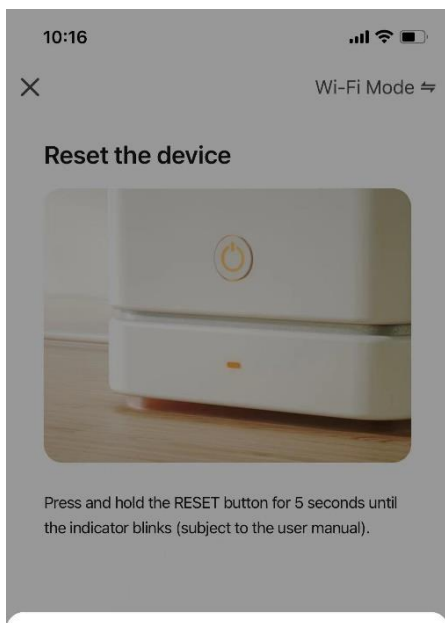 10:16
Wi-Fi Mode ⇋
Reset the device
Press and hold the RESET button for 5 seconds until
the indicator blinks (subject to the user manual).